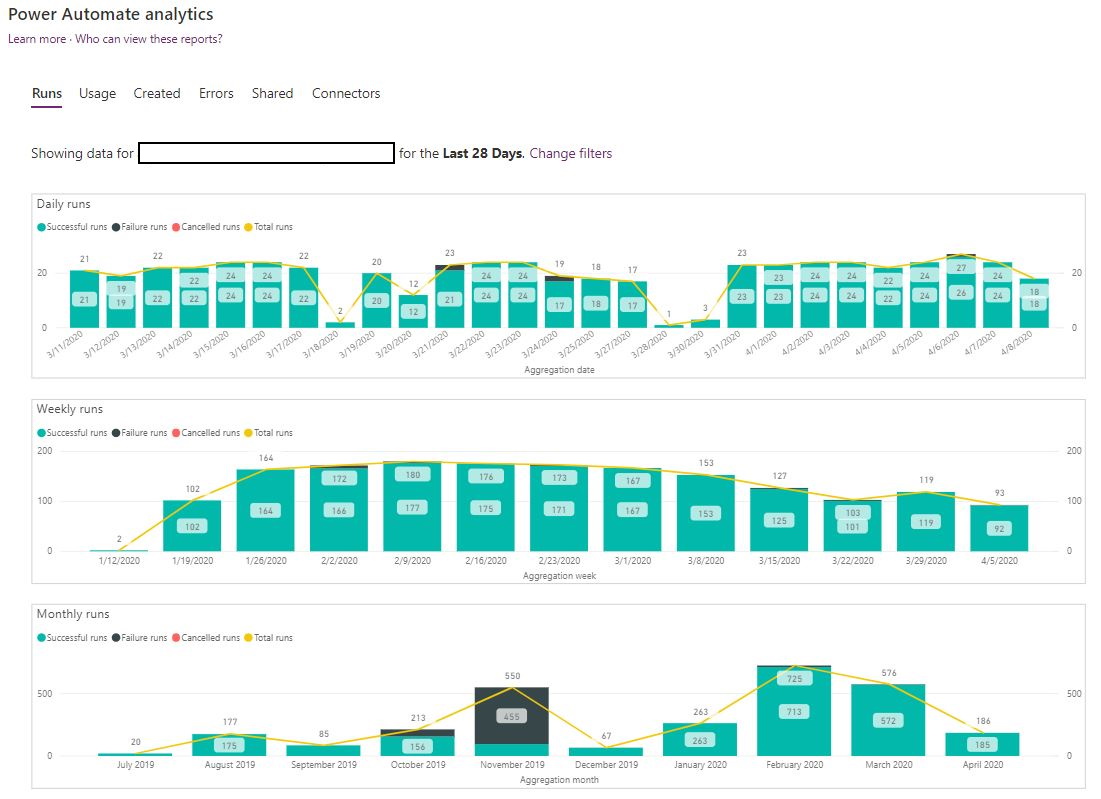 Power Automate analytics
Learn more · Who can view these reports?
Runs Usage Created Errors Shared Connectors
Showing data for for the Last 28 Days. Change filters
Daily runs
Successful runs Failure runs Cancelled runs Total runs
21 22 22 20 12 23 19 18 17 23
19 22 24 24 2 24 24 1 3 23 24 24 22 24 27 24 18
20 20
21 19 22 22 24 24 22 20 12 21 24 24 17 18 17 23 23 24 24 22 24 26 24 18
0 0
3/11/2020 3/12/2020 3/13/2020 3/14/2020 3/15/2020 3/16/2020 3/17/2020 3/18/2020 3/19/2020 3/20/2020 3/21/2020 3/22/2020 3/23/2020 3/24/2020 3/25/2020 3/27/2020 3/28/2020 3/30/2020 3/31/2020 4/1/2020 4/2/2020 4/3/2020 4/4/2020 4/5/2020 4/6/2020 4/7/2020 4/8/2020
Aggregation date
Weekly runs
Successful runs Failure runs Cancelled runs Total runs
200 200
2 102 164 172 180 176 173 167 153 127 103 119 93
100 100
102 164 166 177 175 171 167 153 125 101 119 92
0 0
1/12/2020 1/19/2020 1/26/2020 2/2/2020 2/9/2020 2/16/2020 2/23/2020 3/1/2020 3/8/2020 3/15/2020 3/22/2020 3/29/2020 4/5/2020
Aggregation week
Monthly runs
Successful runs Failure runs Cancelled runs Total runs
20 177 85 213 550 67 263 725 576 186
500 500
175 156 455 263 713 572 185
0 0
July 2019 August 2019 September 2019 October 2019 November 2019 December 2019 January 2020 February 2020 March 2020 April 2020
Aggregation month